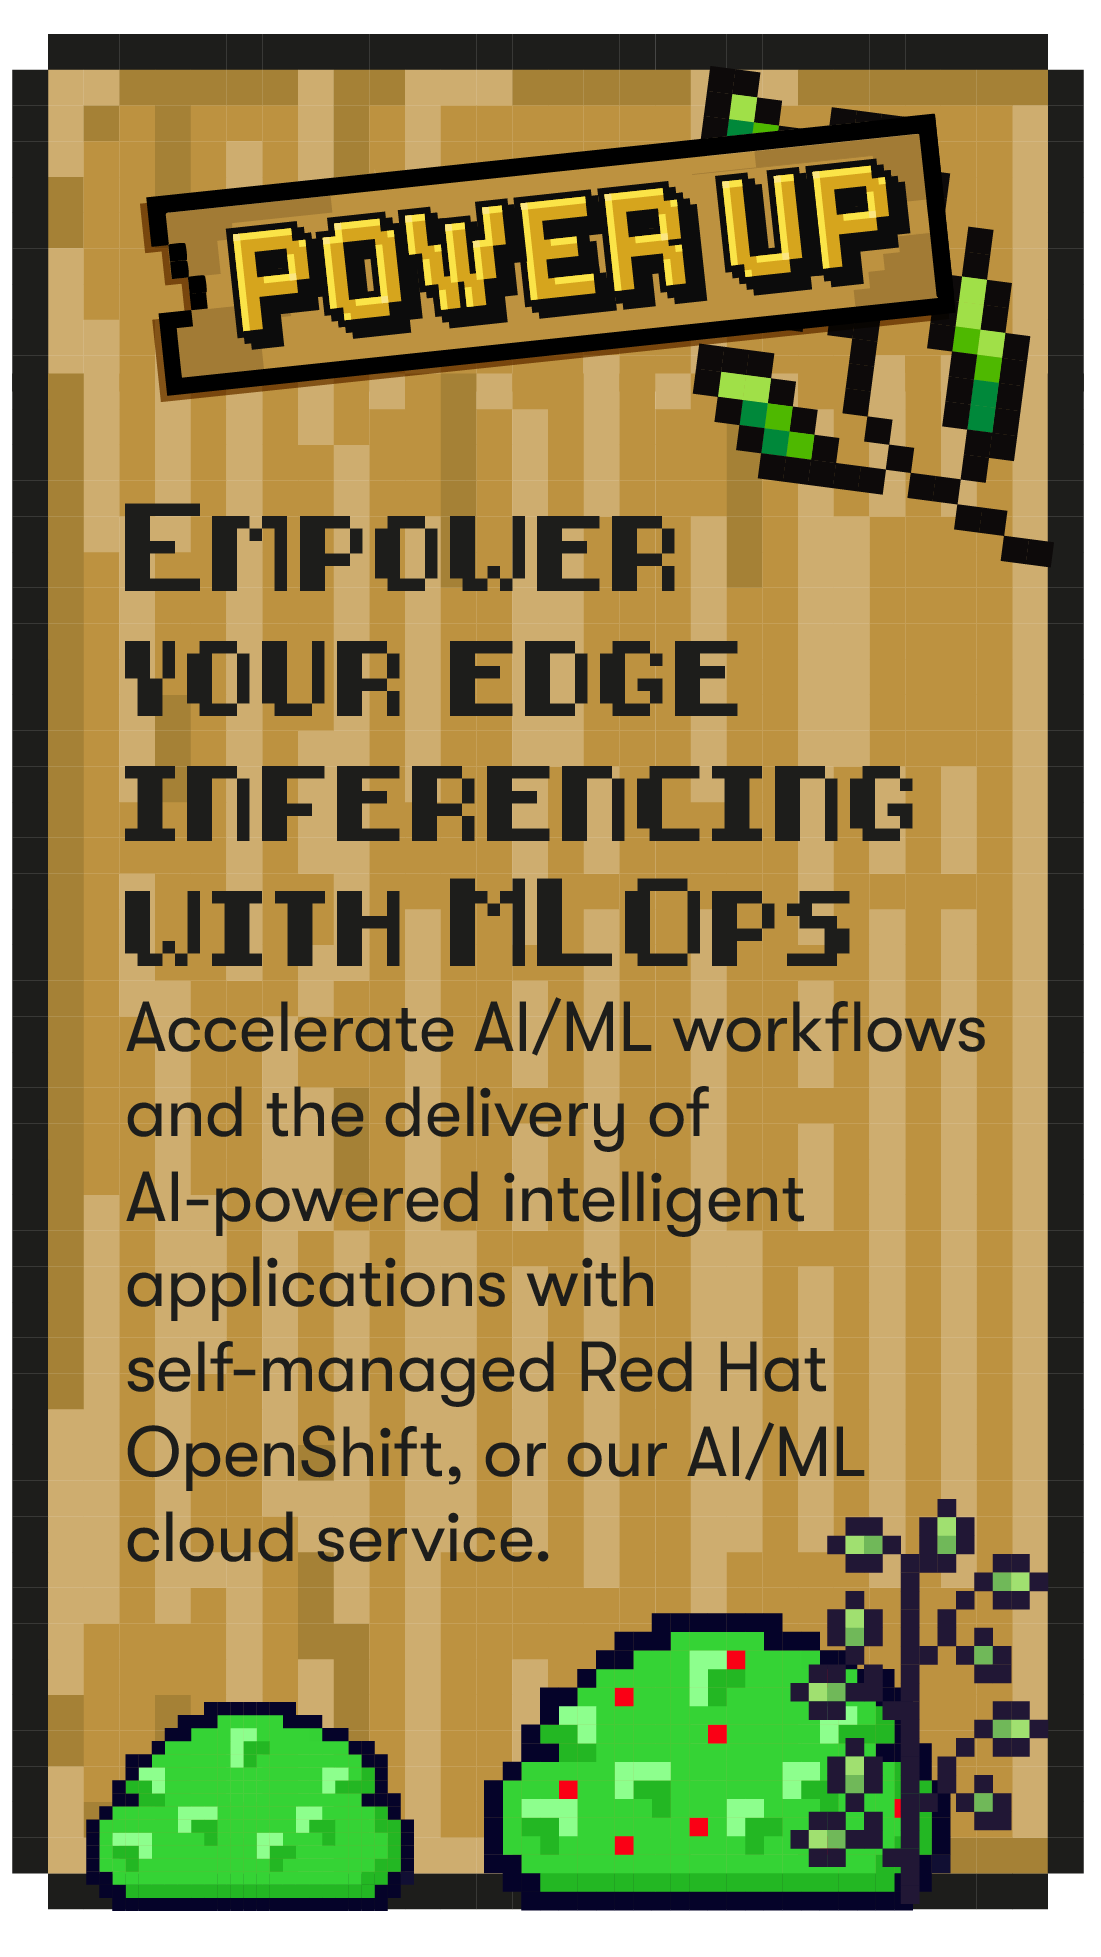 POWER UP
Empower
your edge
inferencing
with MLOps
Accelerate AI/ML workflows
and the delivery of
AI-powered intelligent
applications with
self-managed Red Hat
OpenShift, or our AI/ML
cloud service.